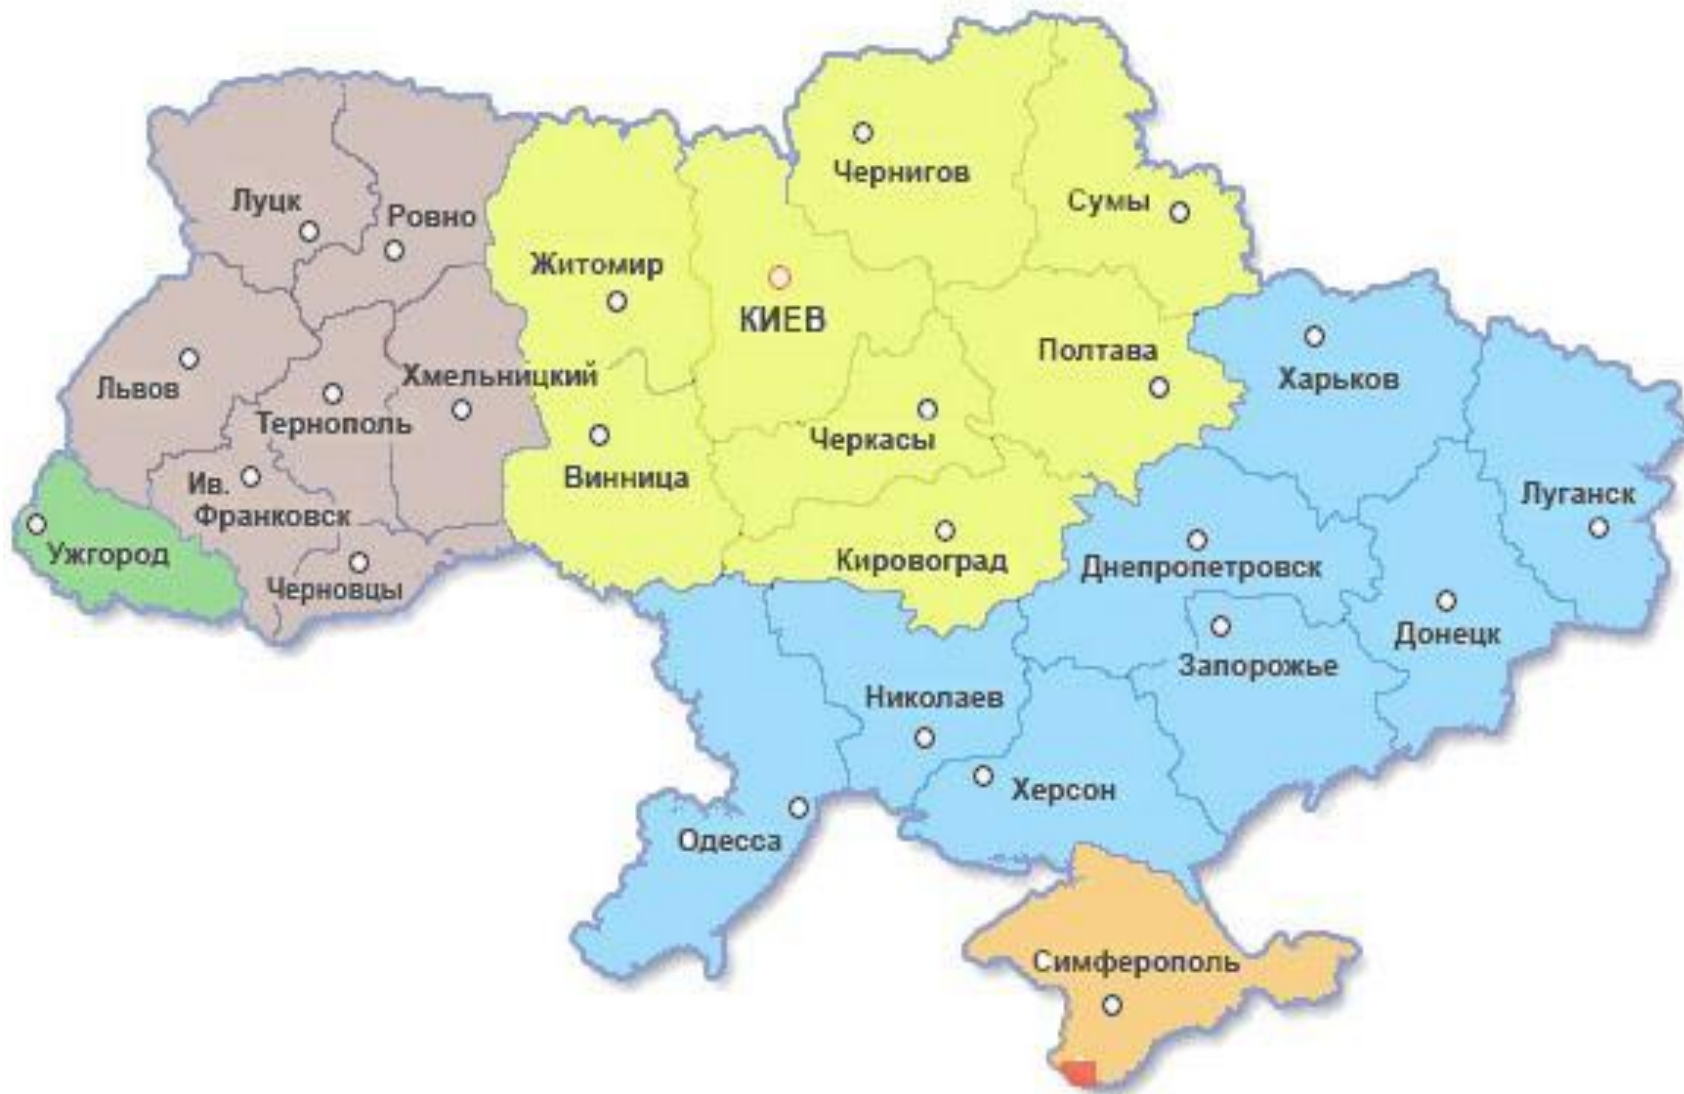 Чернигов
Сумы
Луцк
Ровно
Житомир
КИЕВ
Полтава
Харьков
Львов
Хмельницкий
Тернополь
Черкасы
Винница
Ив.
Франковск
Луганск
Ужгород
Кировоград
Днепропетровск
Черновцы
Донецк
Запорожье
Николаев
Херсон
Одесса
Симферополь